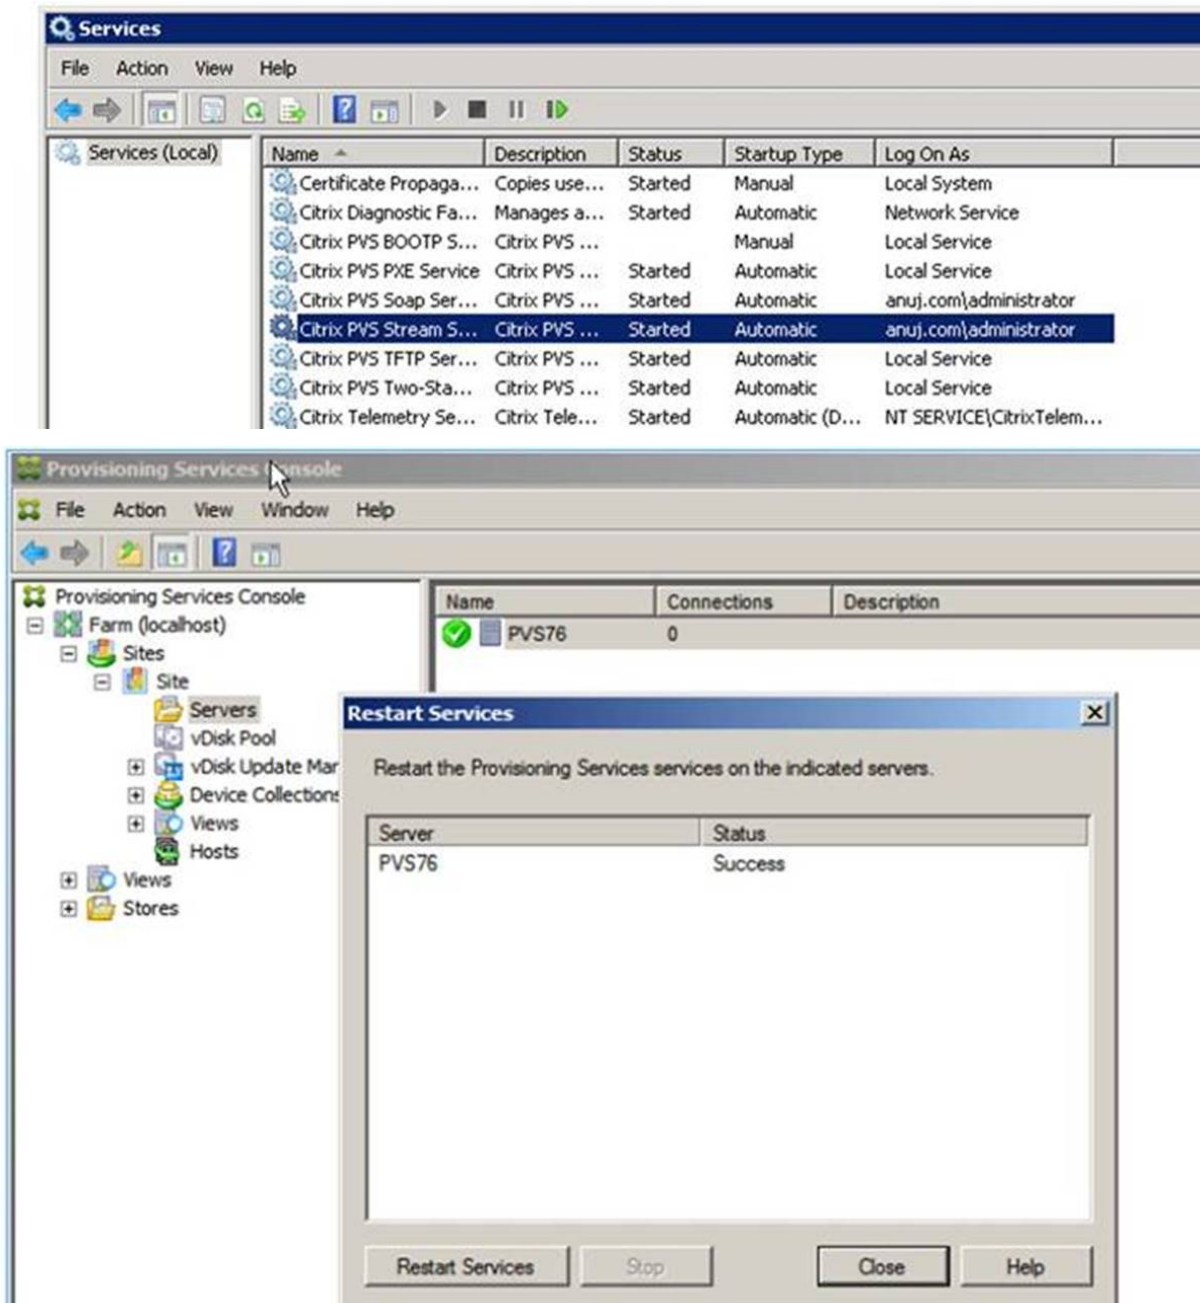 Services
File Action View Help
Services (Local)
Name Description Status Startup Type Log On As
Certificate Propaga... Copies use... Started Manual Local System
Citrix Diagnostic Fa... Manages a... Started Automatic Network Service
Citrix PVS BOOTP S... Citrix PVS ... Manual Local Service
Citrix PVS PXE Service Citrix PVS ... Started Automatic Local Service
Citrix PVS Soap Ser... Citrix PVS ... Started Automatic anuj.com\administrator
Citrix PVS Stream S... Citrix PVS ... Started Automatic anuj.com\administrator
Citrix PVS TFTP Ser... Citrix PVS ... Started Automatic Local Service
Citrix PVS Two-Sta... Citrix PVS ... Started Automatic Local Service
Citrix Telemetry Se... Citrix Tele... Started Automatic (D... NT SERVICE\CitrixTelem...
Provisioning Services Console
File Action View Window Help
Provisioning Services Console
Farm (localhost)
Sites
Site
Servers
vDisk Pool
vDisk Update Mar
Device Collections
Views
Hosts
Views
Stores
Name Connections Description
PVS76 0
Restart Services
Restart the Provisioning Services services on the indicated servers.
Server Status
PVS76 Success
Restart Services Stop Close Help